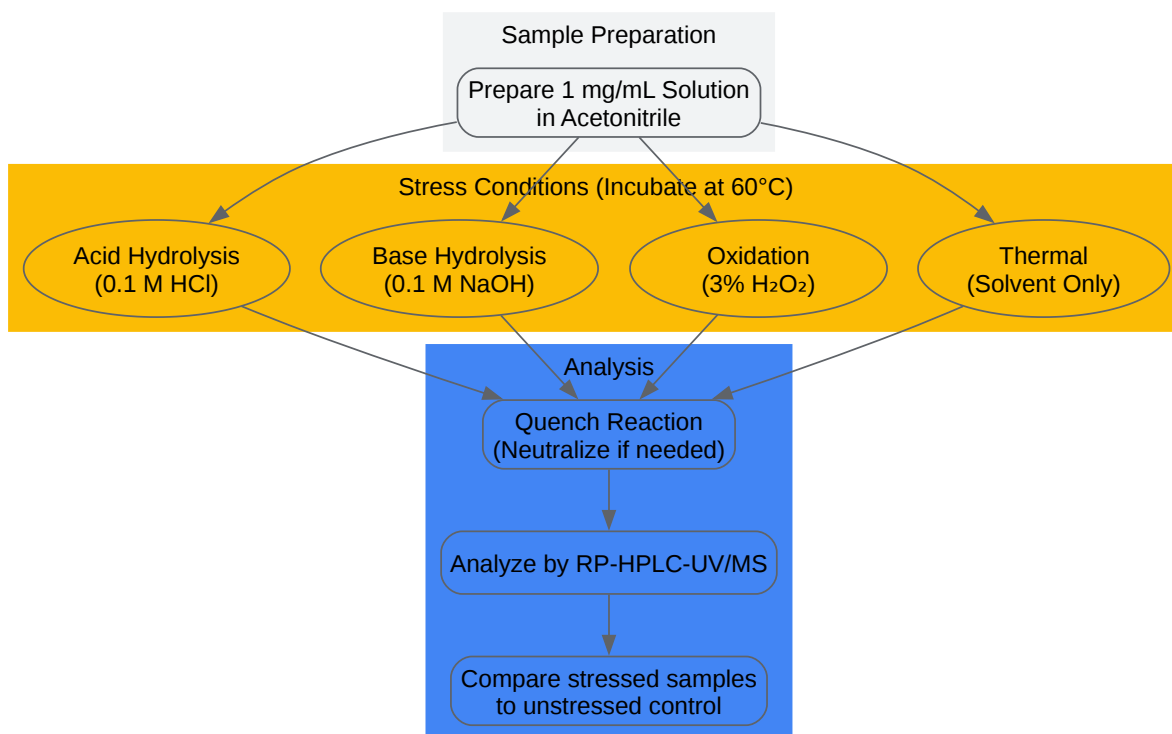 Sample Preparation
Prepare 1 mg/mL Solution
in Acetonitrile
Stress Conditions (Incubate at 60°C)
Acid Hydrolysis
(0.1 M HCl)
Base Hydrolysis
(0.1 M NaOH)
Oxidation
(3% H₂O₂)
Thermal
(Solvent Only)
Analysis
Quench Reaction
(Neutralize if needed)
Analyze by RP-HPLC-UV/MS
Compare stressed samples
to unstressed control